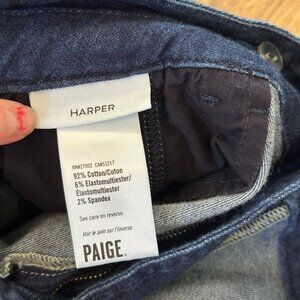 HARPER
RN#27002 CA#51217
92% Cotton/Coton
6% Elastomultiester/
Élastomultiester
2% Spandex
See care on reverse.
Voir le soin sur l'inverse.
PAIGE